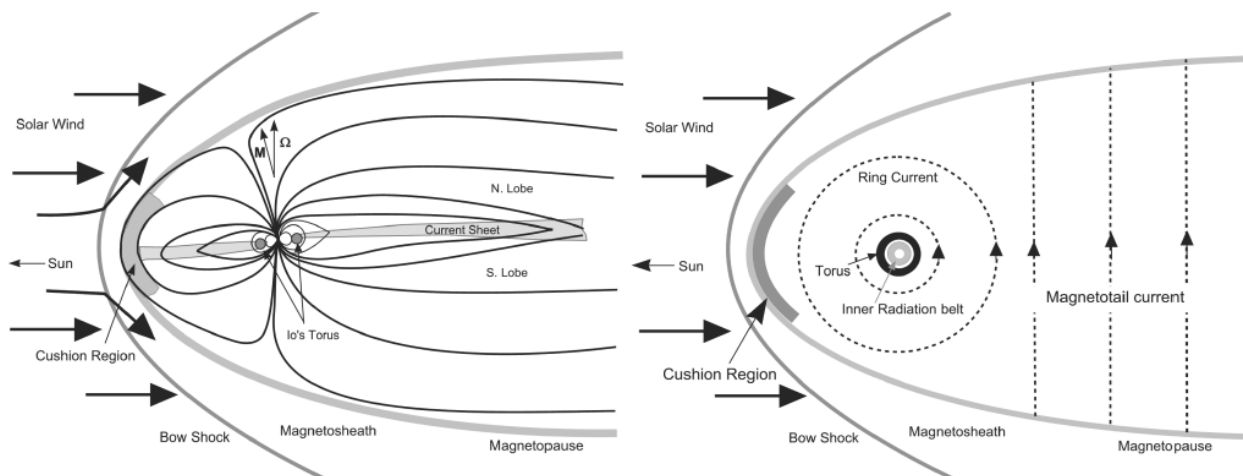 Solar Wind
M
Ω
N. Lobe
Current Sheet
Sun
S. Lobe
Io's Torus
Cushion Region
Bow Shock
Magnetosheath
Magnetopause
Solar Wind
Ring Current
Sun
Torus
Inner Radiation belt
Magnetotail current
Cushion Region
Bow Shock
Magnetosheath
Magnetopause